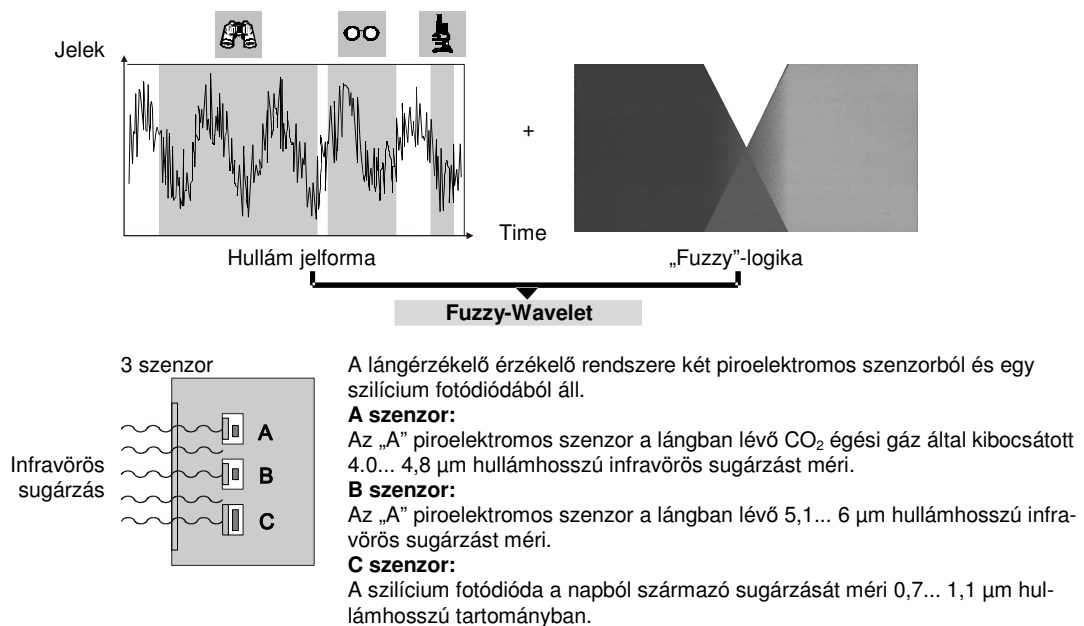 Jelek
+
Time
Hullám jelforma
„Fuzzy”-logika
Fuzzy-Wavelet
3 szenzor
A
B
C
Infravörös
sugárzás
A lángérzékelő érzékelő rendszere két piroelektromos szenzorból és egy
szilícium fotódiódából áll.
A szenzor:
Az „A” piroelektromos szenzor a lángban lévő CO₂ égési gáz által kibocsátott
4.0... 4,8 µm hullámhosszú infravörös sugárzást méri.
B szenzor:
Az „A” piroelektromos szenzor a lángban lévő 5,1... 6 µm hullámhosszú infra-
vörös sugárzást méri.
C szenzor:
A szilícium fotódióda a napból származó sugárzását méri 0,7... 1,1 µm hul-
lámhosszú tartományban.